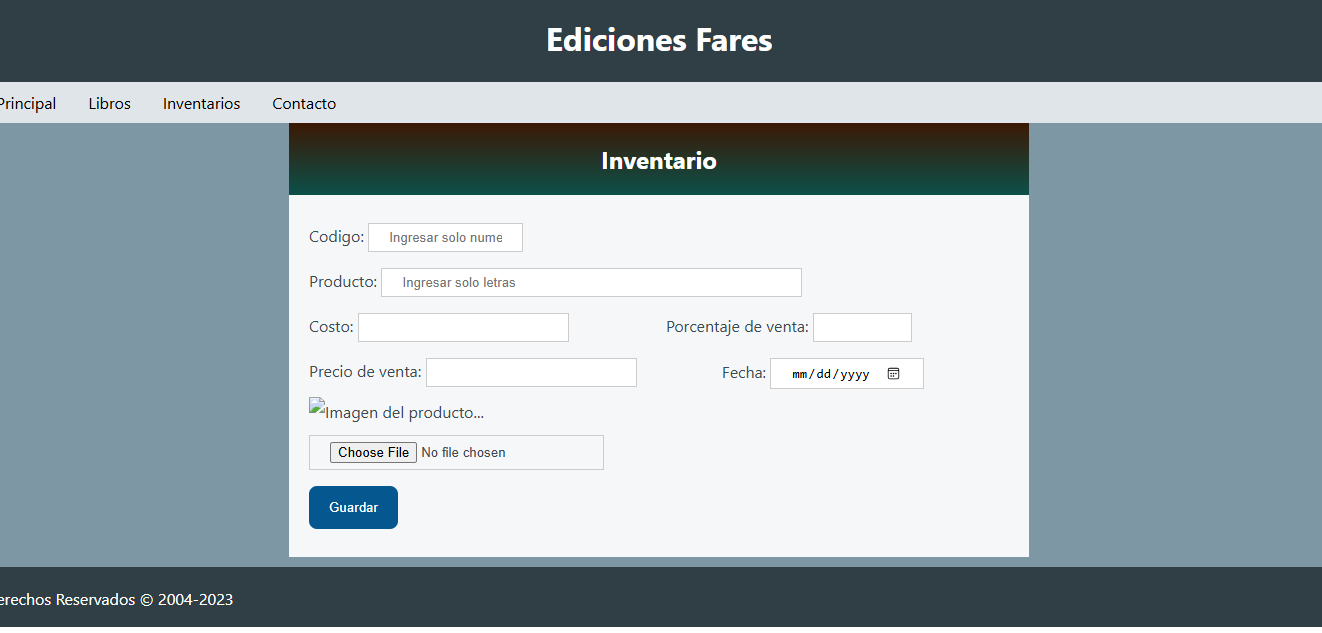 Ediciones Fares
Principal Libros Inventarios Contacto
Inventario
Codigo: Ingresar solo nume
Producto: Ingresar solo letras
Costo: Porcentaje de venta:
Precio de venta: Fecha: mm/dd/yyyy
Imagen del producto...
Choose File No file chosen
Guardar
erechos Reservados © 2004-2023